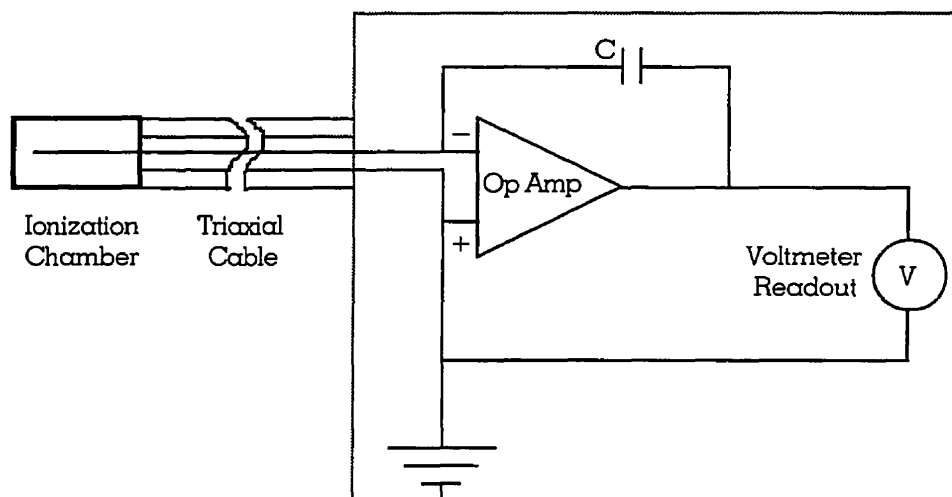 C
−
Op Amp
+
Ionization
Chamber
Triaxial
Cable
Voltmeter
Readout
V